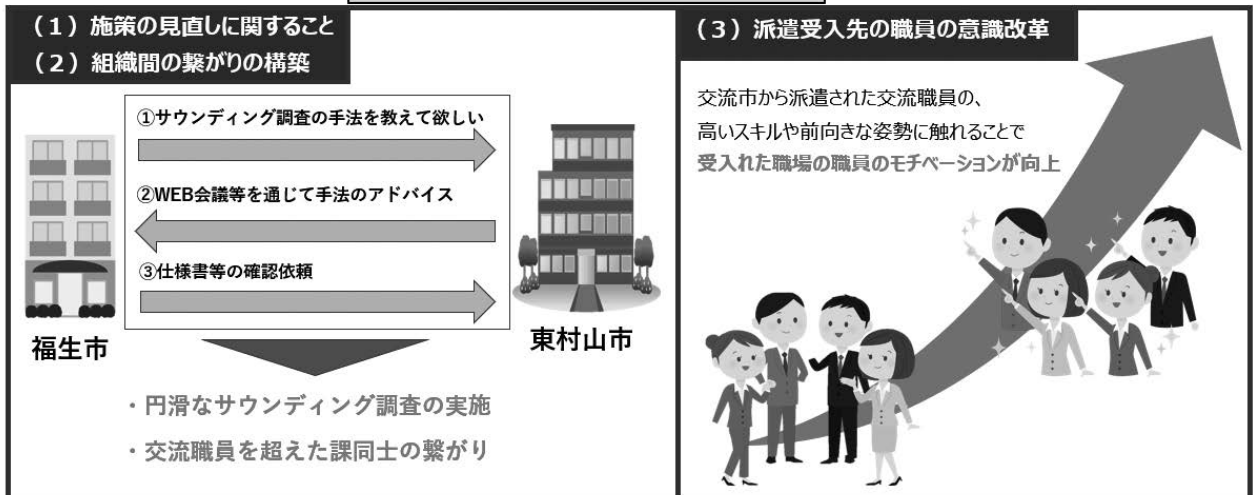 （１）施策の見直しに関すること
（２）組織間の繋がりの構築
①サウンディング調査の手法を教えて欲しい
②WEB会議等を通じて手法のアドバイス
③仕様書等の確認依頼
福生市
東村山市
・円滑なサウンディング調査の実施
・交流職員を超えた課同士の繋がり
（３）派遣受入先の職員の意識改革
交流市から派遣された交流職員の、
高いスキルや前向きな姿勢に触れることで
受入れた職場の職員のモチベーションが向上